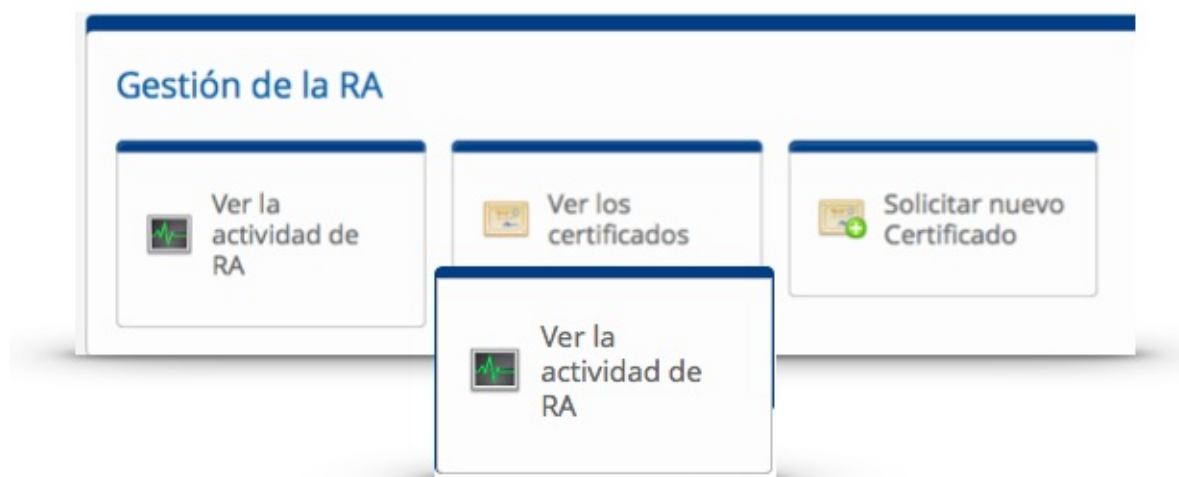 Gestión de la RA
Ver la
actividad de
RA
Ver los
certificados
Solicitar nuevo
Certificado
Ver la
actividad de
RA